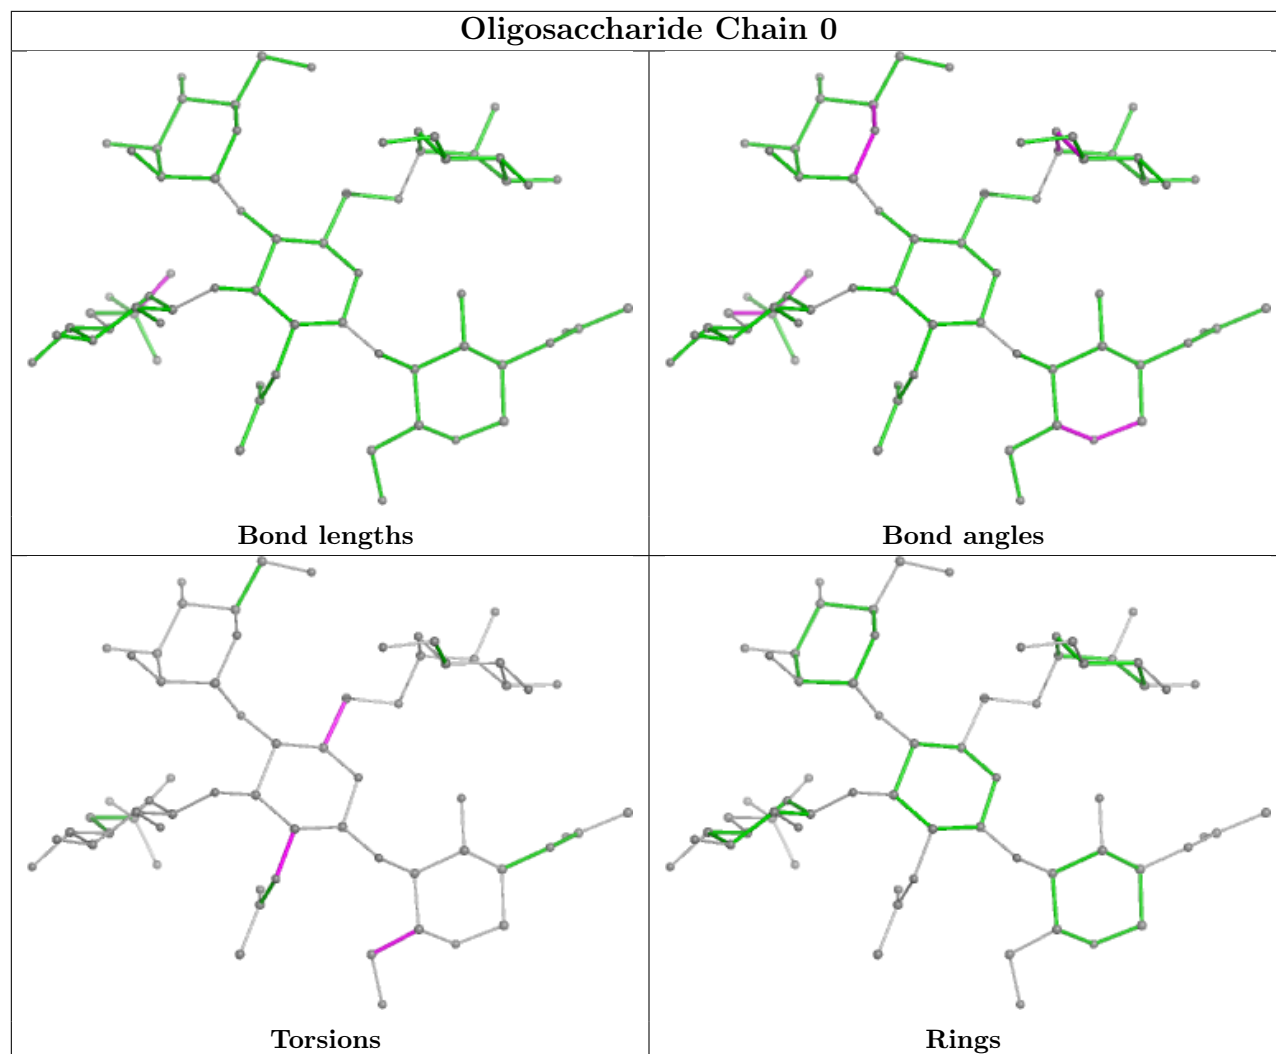 Oligosaccharide Chain 0
Bond lengths
Bond angles
Torsions
Rings